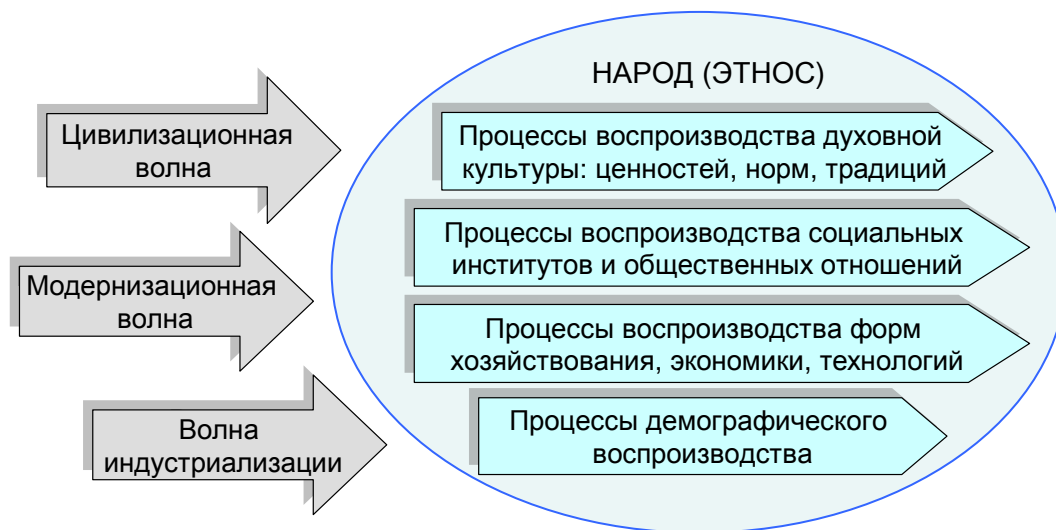 НАРОД (ЭТНОС)
Цивилизационная
волна
Процессы воспроизводства духовной
культуры: ценностей, норм, традиций
Модернизационная
волна
Процессы воспроизводства социальных
институтов и общественных отношений
Процессы воспроизводства форм
хозяйствования, экономики, технологий
Волна
индустриализации
Процессы демографического
воспроизводства